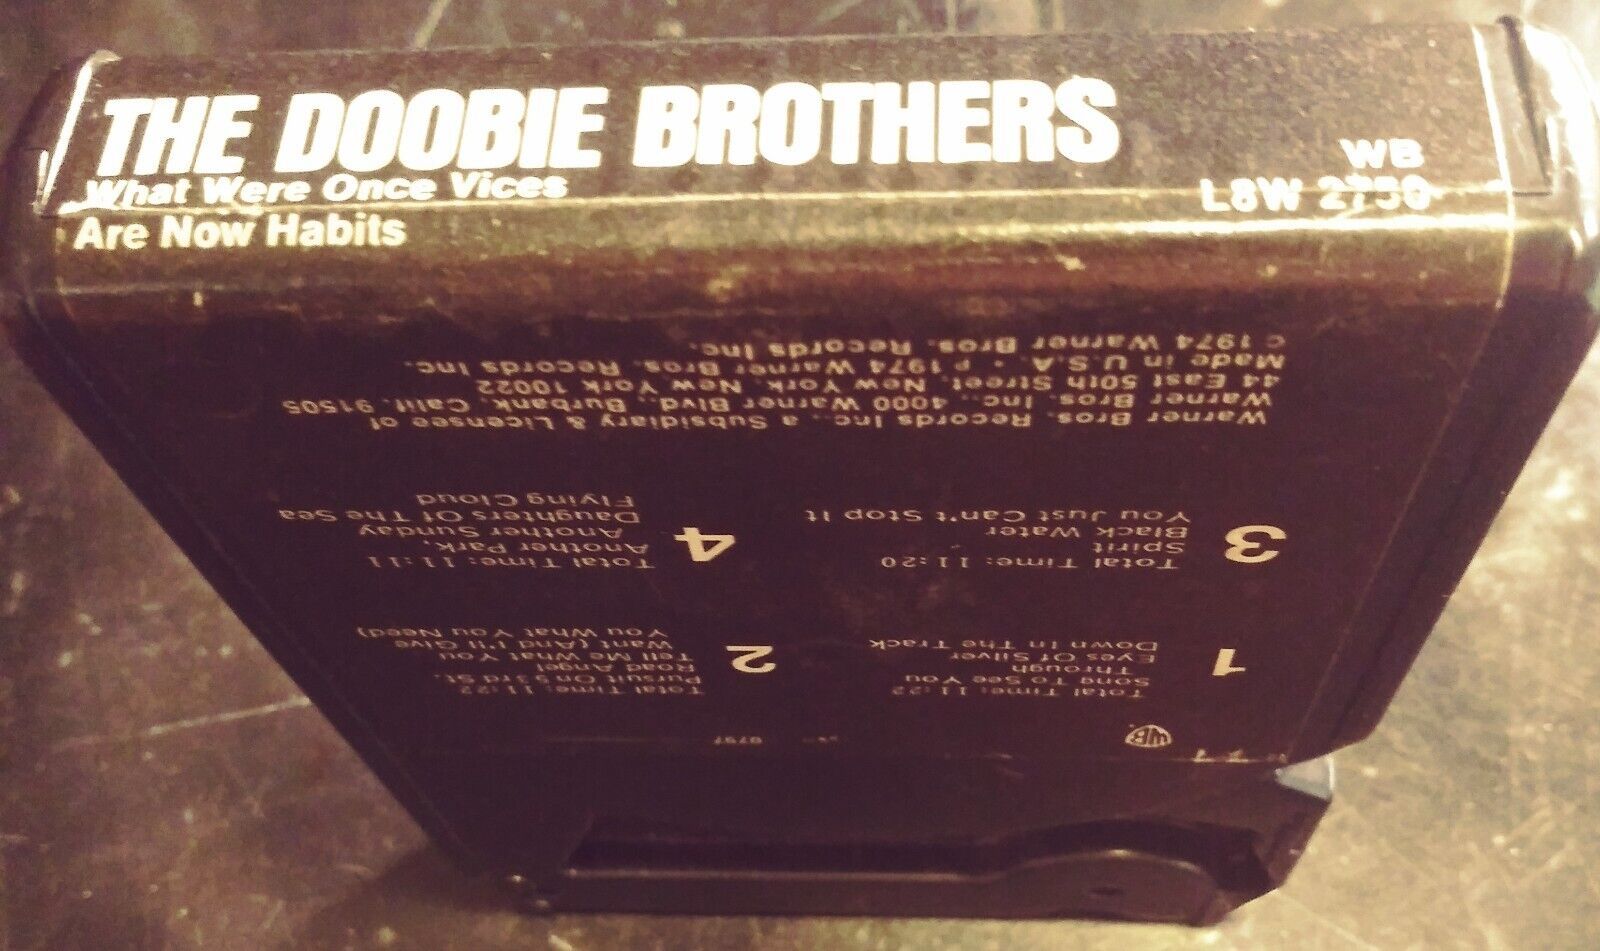 THE DOOBIE BROTHERS
What Were Once Vices
Are Now Habits
WB
L8W 2750
WB
1
Total Time: 11:22
Song To See You
Through
Eyes Of Silver
Down In The Track
2
Total Time: 11:22
Pursuit On 53rd St.
Road Angel
Tell Me What You
Want (And I'll Give
You What You Need)
3
Total Time: 11:20
Spirit
Black Water
You Just Can't Stop It
4
Total Time: 11:11
Another Park,
Another Sunday
Daughters Of The Sea
Flying Cloud
Warner Bros. Records Inc., a Subsidiary & Licensee of
Warner Bros. Inc., 4000 Warner Blvd., Burbank, Calif. 91505
44 East 50th Street, New York, New York 10022
Made in U.S.A. • P 1974 Warner Bros. Records Inc.
C 1974 Warner Bros. Records Inc.